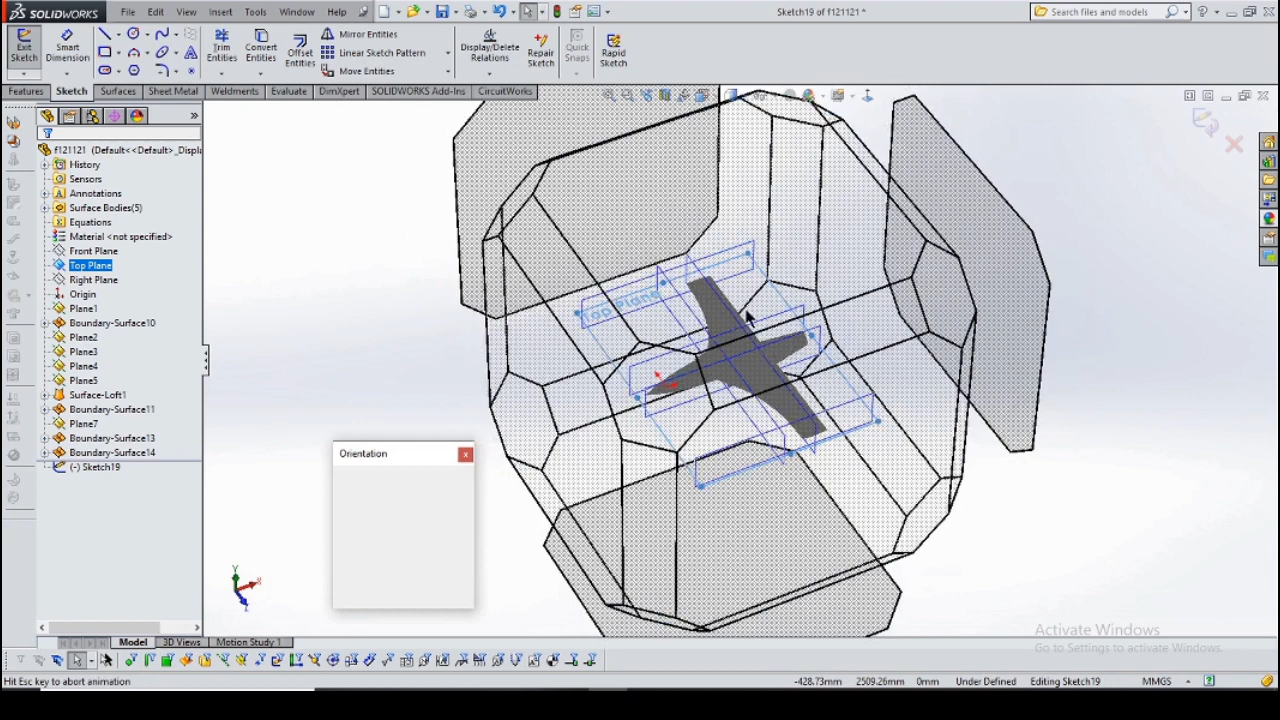 SOLIDWORKS
File Edit View Insert Tools Window Help
Sketch19 of f121121 *
Search files and models
Exit Sketch
Smart Dimension
Trim Entities
Convert Entities
Offset Entities
Mirror Entities
Linear Sketch Pattern
Move Entities
Display/Delete Relations
Repair Sketch
Quick Snaps
Rapid Sketch
Features Sketch Surfaces Sheet Metal Weldments Evaluate DimXpert SOLIDWORKS Add-Ins CircuitWorks
f121121 (Default<<Default>_Displa
History
Sensors
Annotations
Surface Bodies(5)
Equations
Material <not specified>
Front Plane
Top Plane
Right Plane
Origin
Plane1
Boundary-Surface10
Plane2
Plane3
Plane4
Plane5
Surface-Loft1
Boundary-Surface11
Plane7
Boundary-Surface13
Boundary-Surface14
(-) Sketch19
Top Plane
Orientation
Y
X
Z
Activate Windows
Go to Settings to activate Windows.
Model 3D Views Motion Study 1
Hit Esc key to abort animation
-428.73mm 2509.26mm 0mm Under Defined Editing Sketch19 MMGS